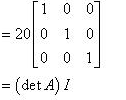 = 20 [ 1 0 0
0 1 0
0 0 1 ]
= (det A) I